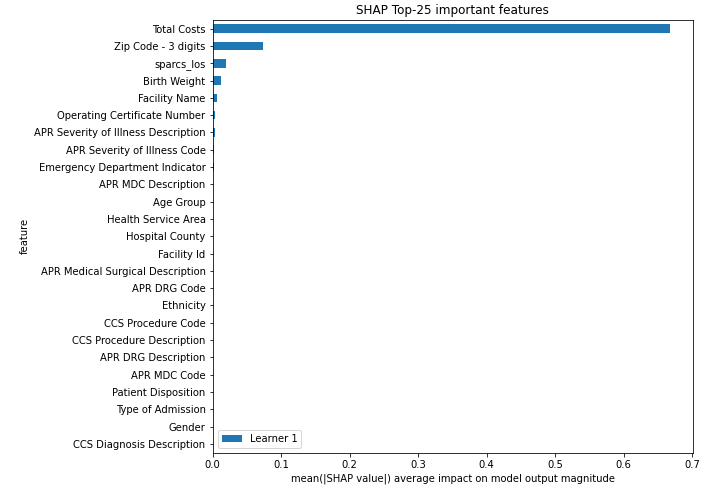 SHAP Top-25 important features
Total Costs
Zip Code - 3 digits
sparcs_los
Birth Weight
Facility Name
Operating Certificate Number
APR Severity of Illness Description
APR Severity of Illness Code
Emergency Department Indicator
APR MDC Description
Age Group
Health Service Area
Hospital County
Facility Id
APR Medical Surgical Description
APR DRG Code
Ethnicity
CCS Procedure Code
CCS Procedure Description
APR DRG Description
APR MDC Code
Patient Disposition
Type of Admission
Gender
CCS Diagnosis Description
feature
Learner 1
0.0 0.1 0.2 0.3 0.4 0.5 0.6 0.7
mean(|SHAP value|) average impact on model output magnitude